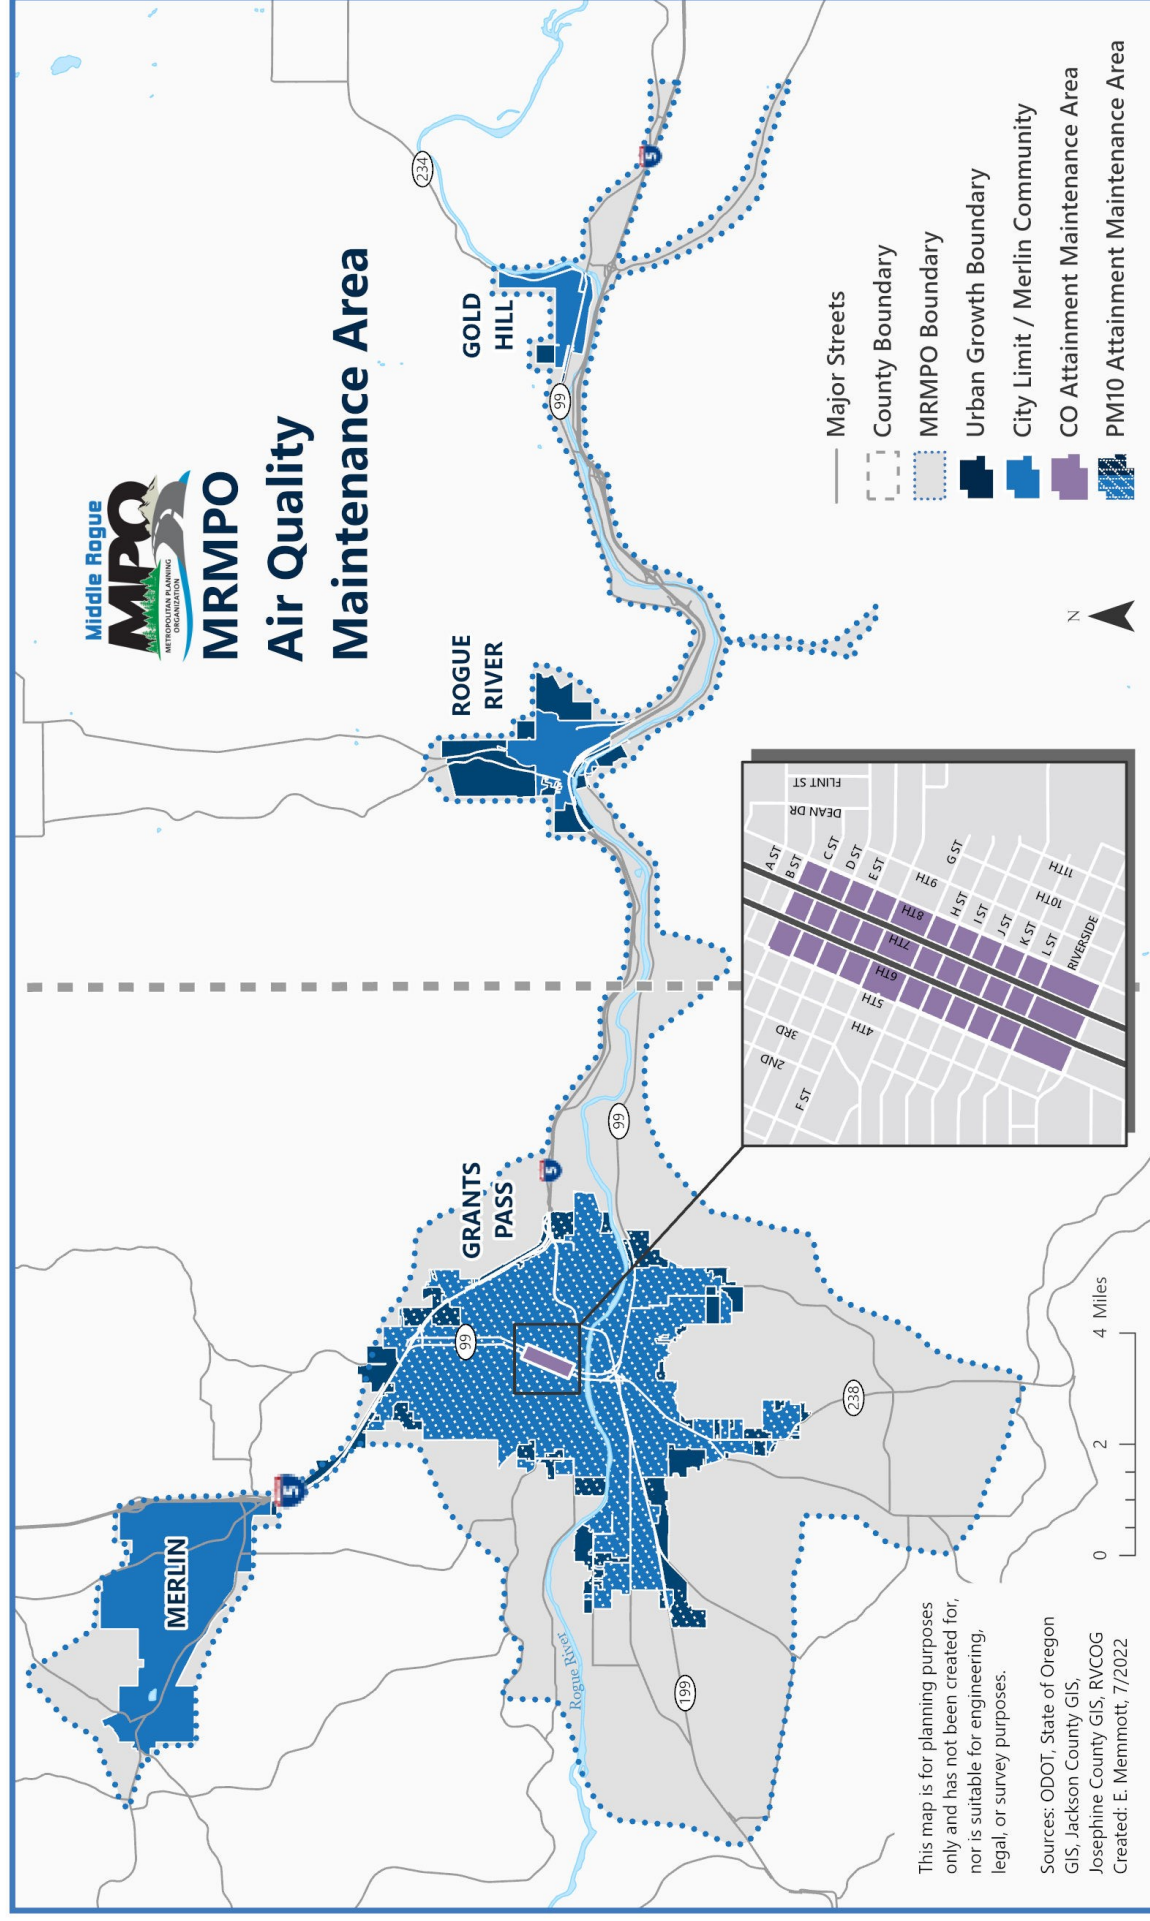 Middle Rogue
MPO
METROPOLITAN PLANNING
ORGANIZATION
MRMPO
Air Quality
Maintenance Area
MERLIN
5
GRANTS
PASS
99
5
99
238
199
Rogue River
ROGUE
RIVER
GOLD
HILL
99
234
5
A ST
B ST
C ST
D ST
E ST
F ST
G ST
H ST
I ST
J ST
K ST
L ST
RIVERSIDE
DEAN DR
FLINT ST
2ND
3RD
4TH
5TH
6TH
7TH
8TH
9TH
10TH
11TH
N
Major Streets
County Boundary
MRMPO Boundary
Urban Growth Boundary
City Limit / Merlin Community
CO Attainment Maintenance Area
PM10 Attainment Maintenance Area
0 2 4 Miles
This map is for planning purposes
only and has not been created for,
nor is suitable for engineering,
legal, or survey purposes.
Sources: ODOT, State of Oregon
GIS, Jackson County GIS,
Josephine County GIS, RVCOG
Created: E. Memmott, 7/2022